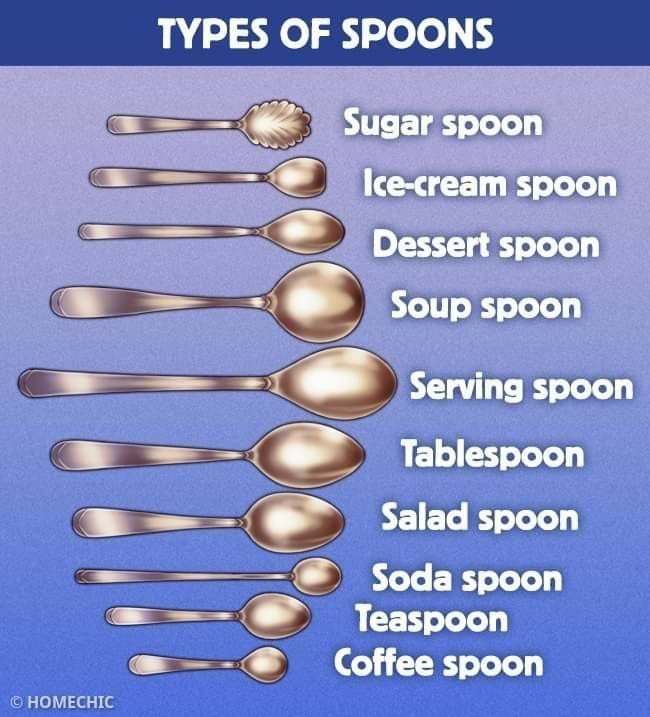 TYPES OF SPOONS
Sugar spoon
Ice-cream spoon
Dessert spoon
Soup spoon
Serving spoon
Tablespoon
Salad spoon
Soda spoon
Teaspoon
Coffee spoon
© HOMECHIC